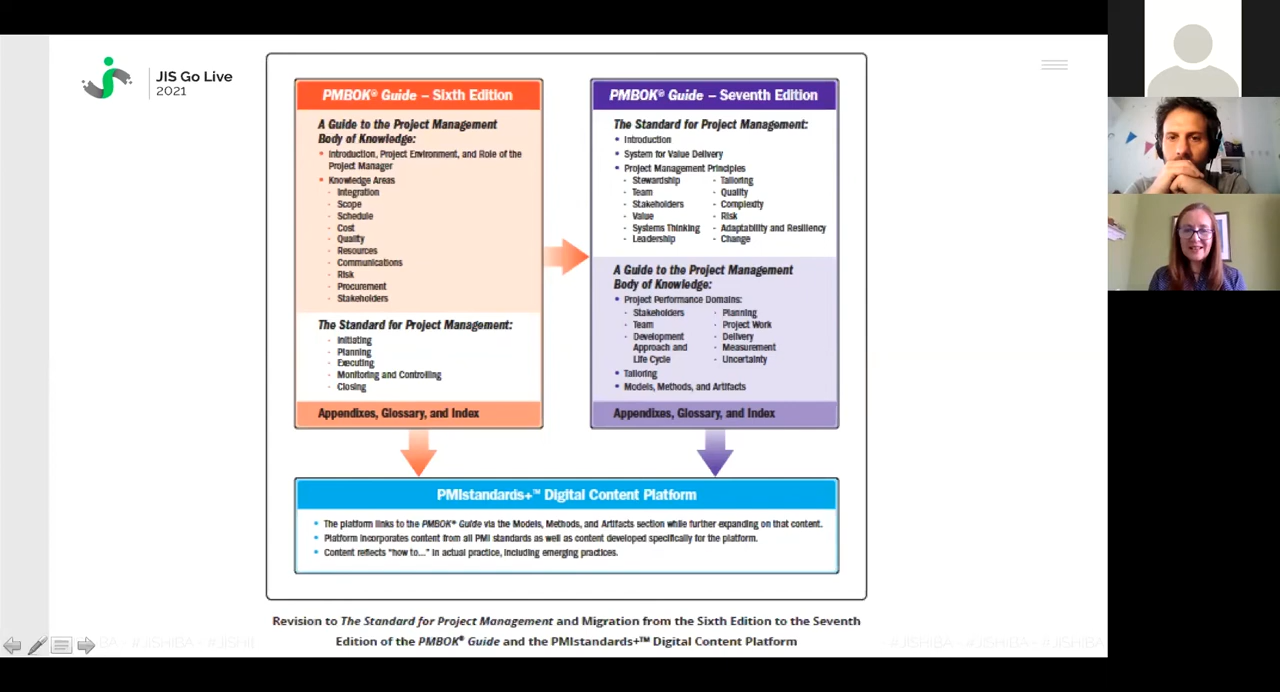 JIS Go Live
2021
PMBOK® Guide – Sixth Edition
A Guide to the Project Management
Body of Knowledge:
• Introduction, Project Environment, and Role of the
Project Manager
• Knowledge Areas
- Integration
- Scope
- Schedule
- Cost
- Quality
- Resources
- Communications
- Risk
- Procurement
- Stakeholders
The Standard for Project Management:
- Initiating
- Planning
- Executing
- Monitoring and Controlling
- Closing
Appendixes, Glossary, and Index
PMBOK® Guide – Seventh Edition
The Standard for Project Management:
• Introduction
• System for Value Delivery
• Project Management Principles
- Stewardship
- Team
- Stakeholders
- Value
- Systems Thinking
- Leadership
- Tailoring
- Quality
- Complexity
- Risk
- Adaptability and Resiliency
- Change
A Guide to the Project Management
Body of Knowledge:
• Project Performance Domains:
- Stakeholders
- Team
- Development
Approach and
Life Cycle
- Planning
- Project Work
- Delivery
- Measurement
- Uncertainty
• Tailoring
• Models, Methods, and Artifacts
Appendixes, Glossary, and Index
PMIstandards+™ Digital Content Platform
• The platform links to the PMBOK® Guide via the Models, Methods, and Artifacts section while further expanding on that content.
• Platform incorporates content from all PMI standards as well as content developed specifically for the platform.
• Content reflects "how to..." in actual practice, including emerging practices.
Revision to The Standard for Project Management and Migration from the Sixth Edition to the Seventh
Edition of the PMBOK® Guide and the PMIstandards+™ Digital Content Platform
BA - #JISHIBA - #JISHI
#JISHIBA - #JISHIBA - #JISHIBA